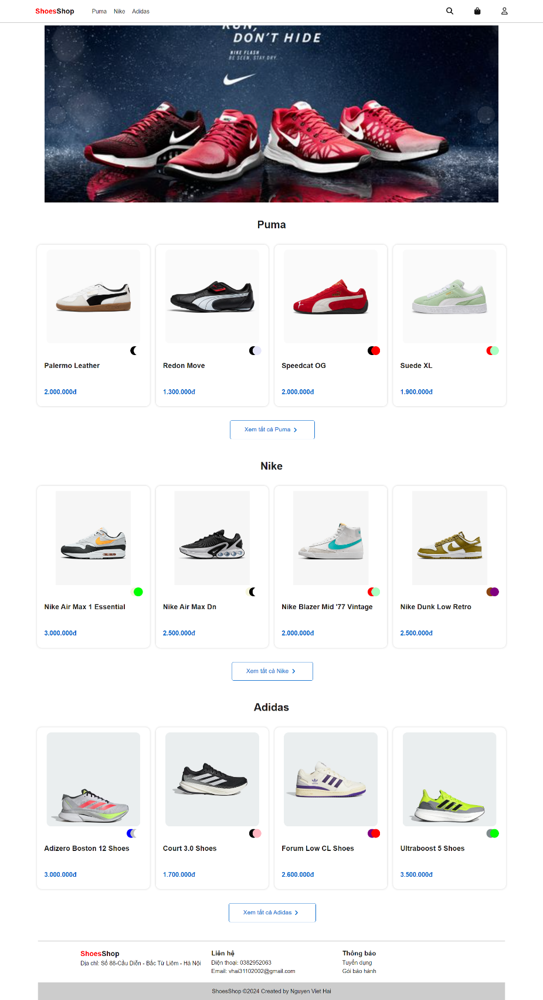 ShoesShop Puma Nike Adidas
RUN,
DON'T HIDE
NIKE FLASH
BE SEEN. STAY DRY.
Puma
Palermo Leather
2.000.000đ
Redon Move
1.300.000đ
Speedcat OG
2.000.000đ
Suede XL
1.900.000đ
Xem tất cả Puma
Nike
Nike Air Max 1 Essential
3.000.000đ
Nike Air Max Dn
2.500.000đ
Nike Blazer Mid '77 Vintage
2.000.000đ
Nike Dunk Low Retro
2.500.000đ
Xem tất cả Nike
Adidas
Adizero Boston 12 Shoes
3.000.000đ
Court 3.0 Shoes
1.700.000đ
Forum Low CL Shoes
2.600.000đ
Ultraboost 5 Shoes
3.500.000đ
Xem tất cả Adidas
ShoesShop
Địa chỉ: Số 88-Cầu Diễn - Bắc Từ Liêm - Hà Nội
Liên hệ
Điện thoại: 0382952063
Email: vhai31102002@gmail.com
Thông báo
Tuyển dụng
Gói bảo hành
ShoesShop ©2024 Created by Nguyen Viet Hai